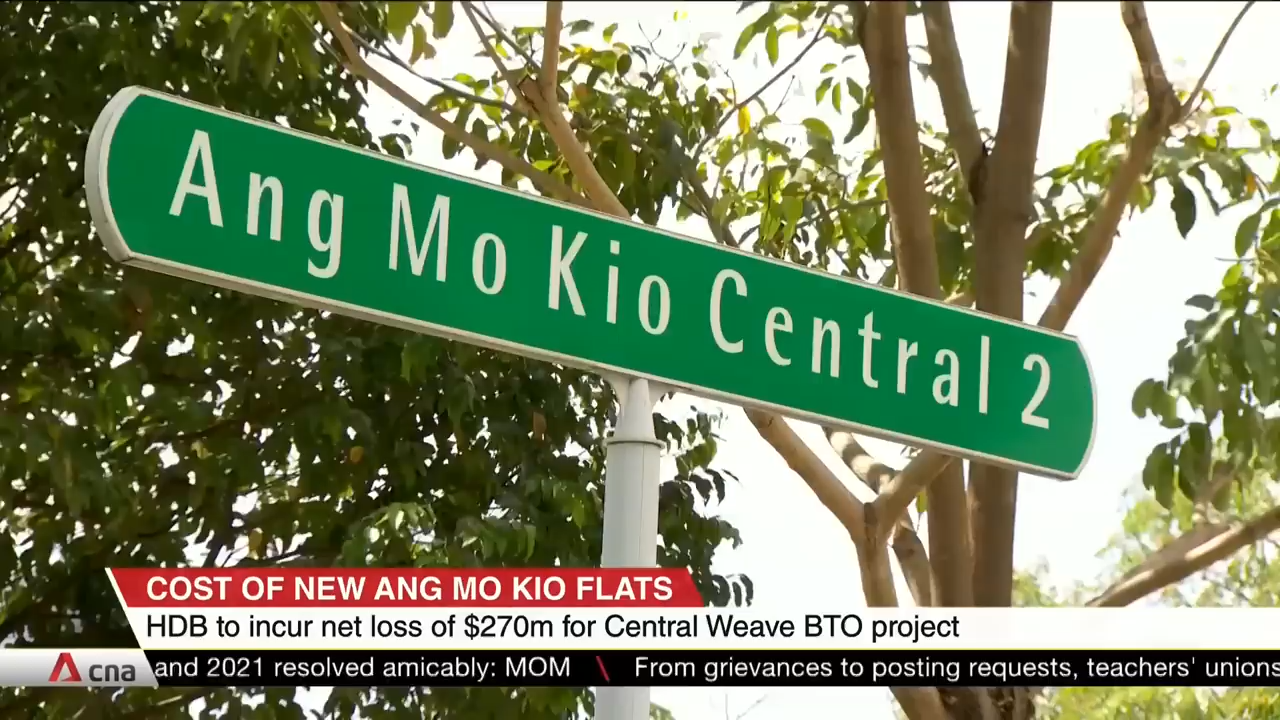 Ang Mo Kio Central 2
COST OF NEW ANG MO KIO FLATS
HDB to incur net loss of $270m for Central Weave BTO project
cna
and 2021 resolved amicably: MOM \ From grievances to posting requests, teachers' unions